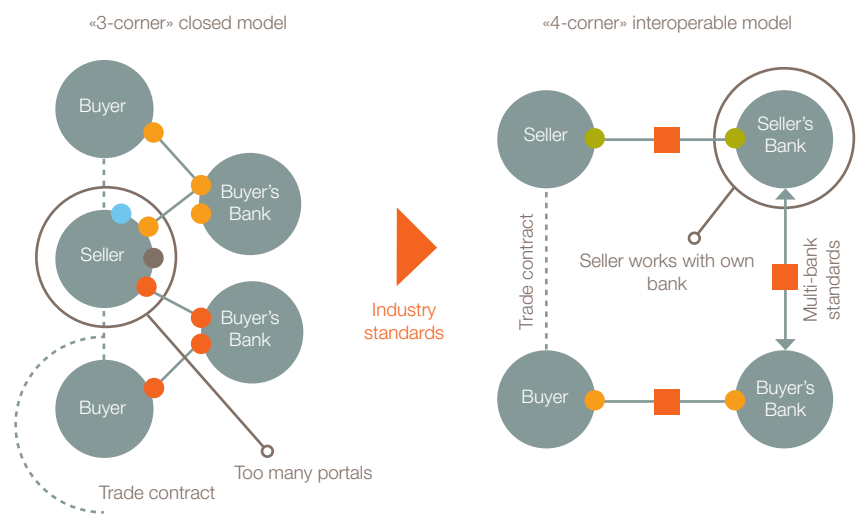 «3-corner» closed model
Buyer
Buyer's
Bank
Seller
Buyer's
Bank
Buyer
Too many portals
Trade contract
Industry
standards
«4-corner» interoperable model
Seller
Seller's
Bank
Trade contract
Seller works with own
bank
Multi-bank
standards
Buyer
Buyer's
Bank